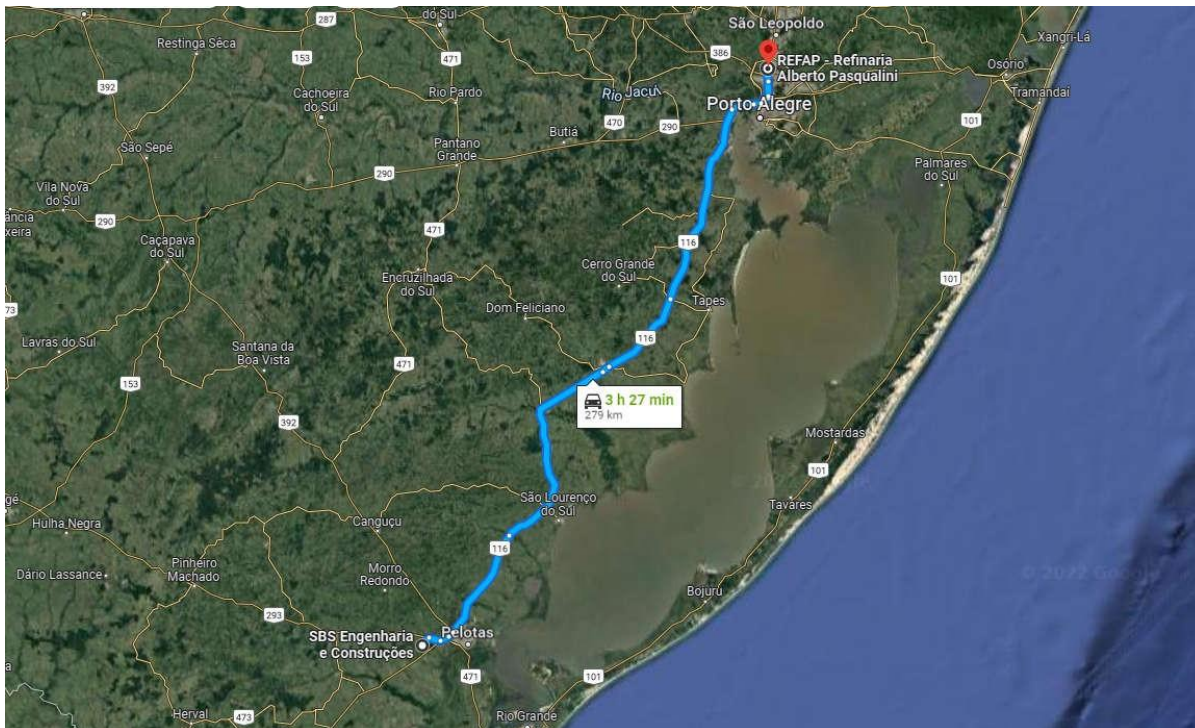 287
do Sul
São Leopoldo
386
Xangri-Lá
Restinga Sêca
153
471
REFAP - Refinaria
Alberto Pasqualini
Osório
392
Cachoeira
do Sul
Rio Pardo
Rio Jacuí
Tramandaí
Porto Alegre
470
290
101
Butiá
São Sepé
Pantano
Grande
Palmares
do Sul
290
Vila Nova
do Sul
290
471
Caçapava
do Sul
116
Cerro Grande
do Sul
Encruzilhada
do Sul
101
Dom Feliciano
Tapes
73
116
Lavras do Sul
Santana da
Boa Vista
471
153
3 h 27 min
279 km
392
Mostardas
101
São Lourenço
do Sul
Tavares
Hulha Negra
Canguçu
116
Pinheiro
Machado
Morro
Redondo
Dário Lassance
Bojuru
293
SBS Engenharia
e Construções
Pelotas
471
101
Herval
473
Rio Grande